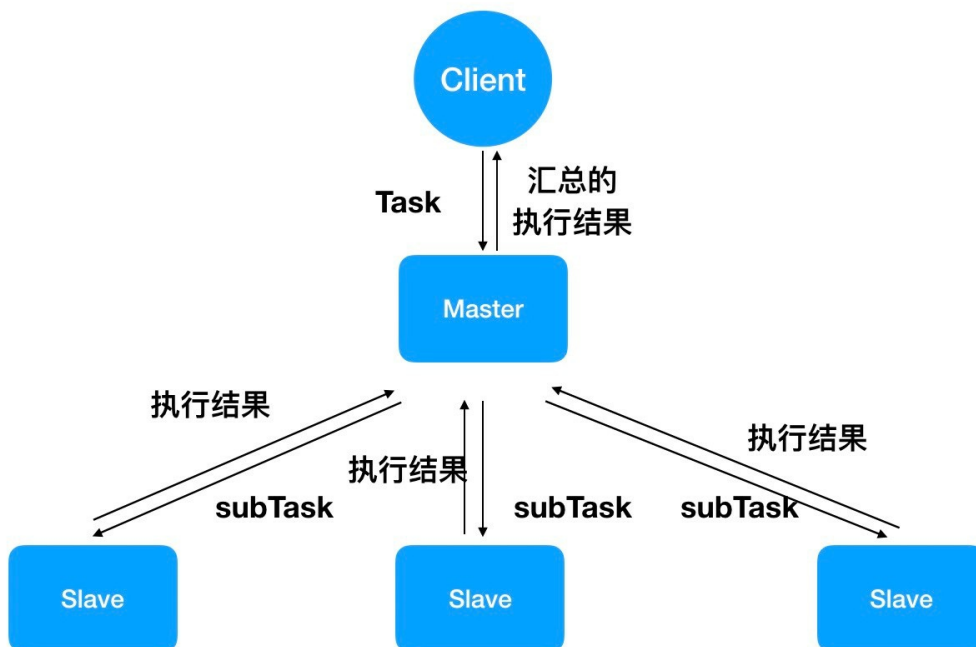 Client
Task
汇总的
执行结果
Master
执行结果
执行结果
执行结果
subTask
subTask
subTask
Slave
Slave
Slave